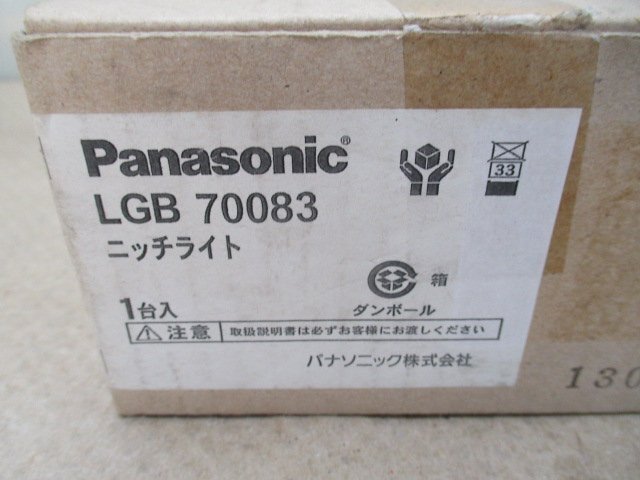 Panasonic®
LGB 70083
ニッチライト
33
箱
1台入
ダンボール
注意 取扱説明書は必ずお客様にお渡しください
パナソニック株式会社
130